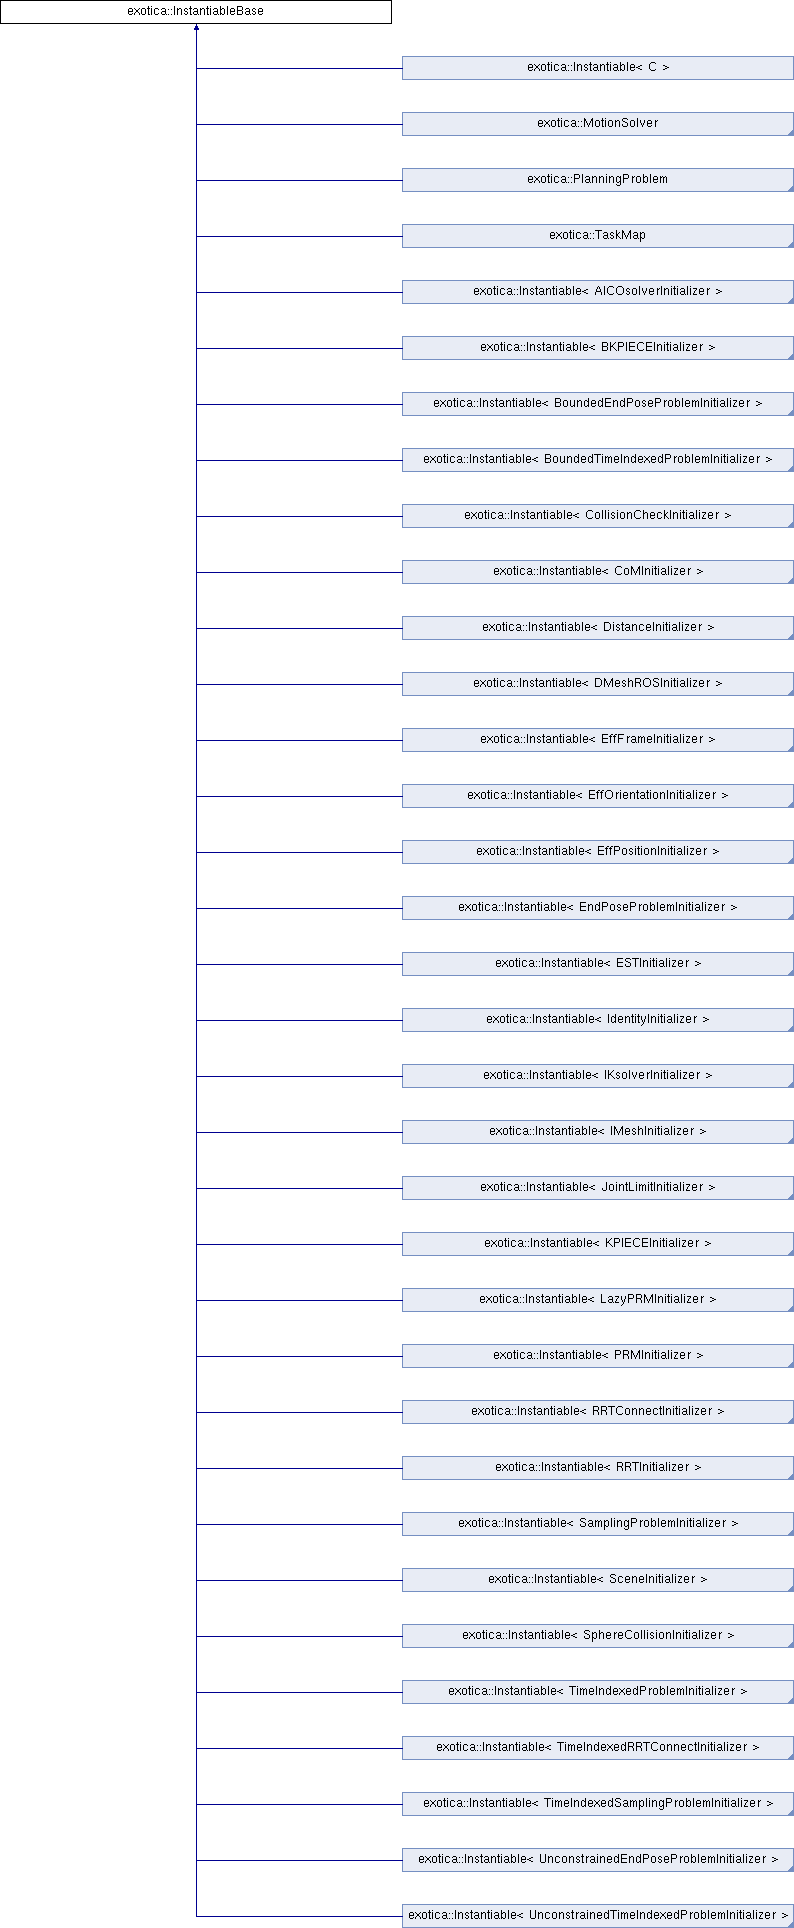 exotica::InstantiableBase
exotica::Instantiable< C >
exotica::MotionSolver
exotica::PlanningProblem
exotica::TaskMap
exotica::Instantiable< AICOsolverInitializer >
exotica::Instantiable< BKPIECEInitializer >
exotica::Instantiable< BoundedEndPoseProblemInitializer >
exotica::Instantiable< BoundedTimeIndexedProblemInitializer >
exotica::Instantiable< CollisionCheckInitializer >
exotica::Instantiable< CoMInitializer >
exotica::Instantiable< DistanceInitializer >
exotica::Instantiable< DMeshROSInitializer >
exotica::Instantiable< EffFrameInitializer >
exotica::Instantiable< EffOrientationInitializer >
exotica::Instantiable< EffPositionInitializer >
exotica::Instantiable< EndPoseProblemInitializer >
exotica::Instantiable< ESTInitializer >
exotica::Instantiable< IdentityInitializer >
exotica::Instantiable< IKsolverInitializer >
exotica::Instantiable< IMeshInitializer >
exotica::Instantiable< JointLimitInitializer >
exotica::Instantiable< KPIECEInitializer >
exotica::Instantiable< LazyPRMInitializer >
exotica::Instantiable< PRMInitializer >
exotica::Instantiable< RRTConnectInitializer >
exotica::Instantiable< RRTInitializer >
exotica::Instantiable< SamplingProblemInitializer >
exotica::Instantiable< SceneInitializer >
exotica::Instantiable< SphereCollisionInitializer >
exotica::Instantiable< TimeIndexedProblemInitializer >
exotica::Instantiable< TimeIndexedRRTConnectInitializer >
exotica::Instantiable< TimeIndexedSamplingProblemInitializer >
exotica::Instantiable< UnconstrainedEndPoseProblemInitializer >
exotica::Instantiable< UnconstrainedTimeIndexedProblemInitializer >